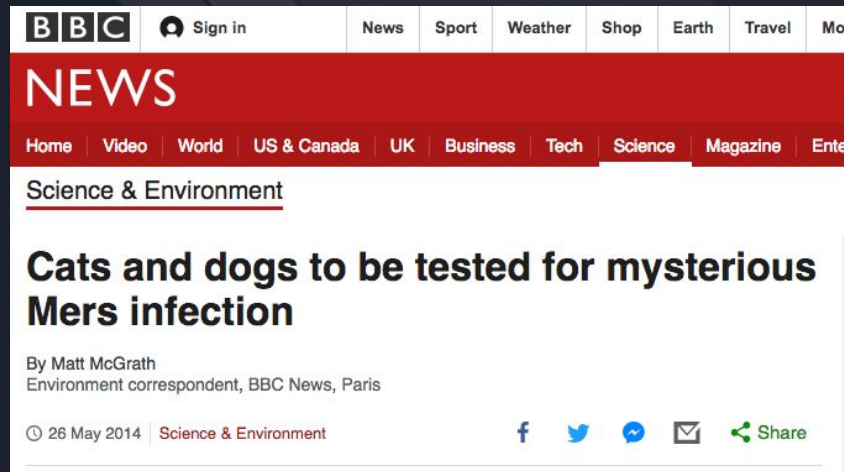 BBC Sign in News Sport Weather Shop Earth Travel Mo
NEWS
Home Video World US & Canada UK Business Tech Science Magazine Ente
Science & Environment
Cats and dogs to be tested for mysterious
Mers infection
By Matt McGrath
Environment correspondent, BBC News, Paris
26 May 2014 Science & Environment f Share